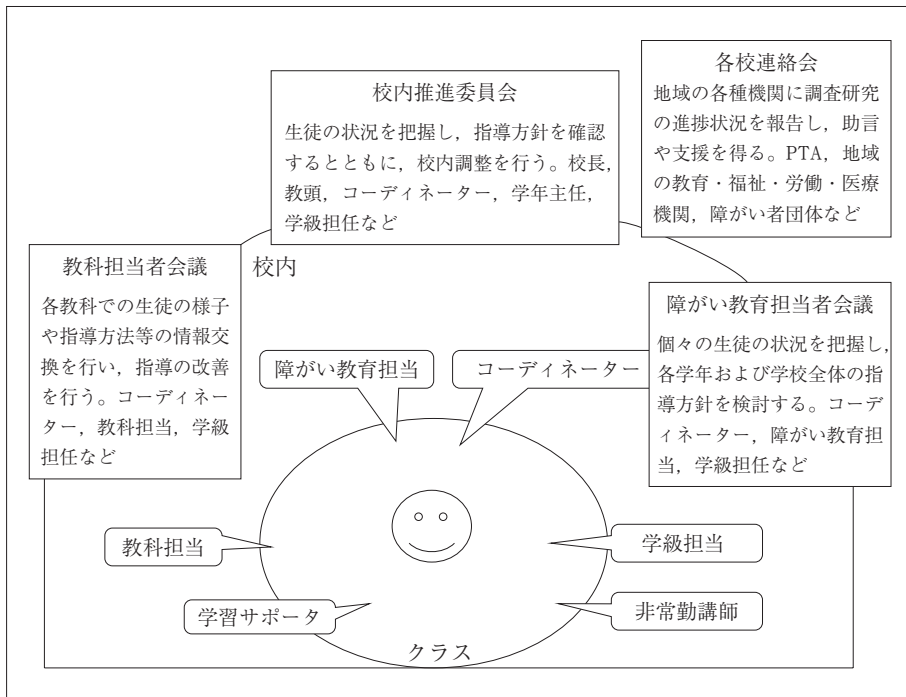 各校連絡会
地域の各種機関に調査研究
の進捗状況を報告し，助言
や支援を得る。PTA，地域
の教育・福祉・労働・医療
機関，障がい者団体など
校内推進委員会
生徒の状況を把握し，指導方針を確認
するとともに，校内調整を行う。校長，
教頭，コーディネーター，学年主任，
学級担任など
教科担当者会議
各教科での生徒の様子
や指導方法等の情報交
換を行い，指導の改善
を行う。コーディネー
ター，教科担当，学級
担任など
校内
障がい教育担当者会議
個々の生徒の状況を把握し，
各学年および学校全体の指
導方針を検討する。コーデ
ィネーター，障がい教育担
当，学級担任など
障がい教育担当
コーディネーター
教科担当
学級担当
学習サポータ
非常勤講師
クラス